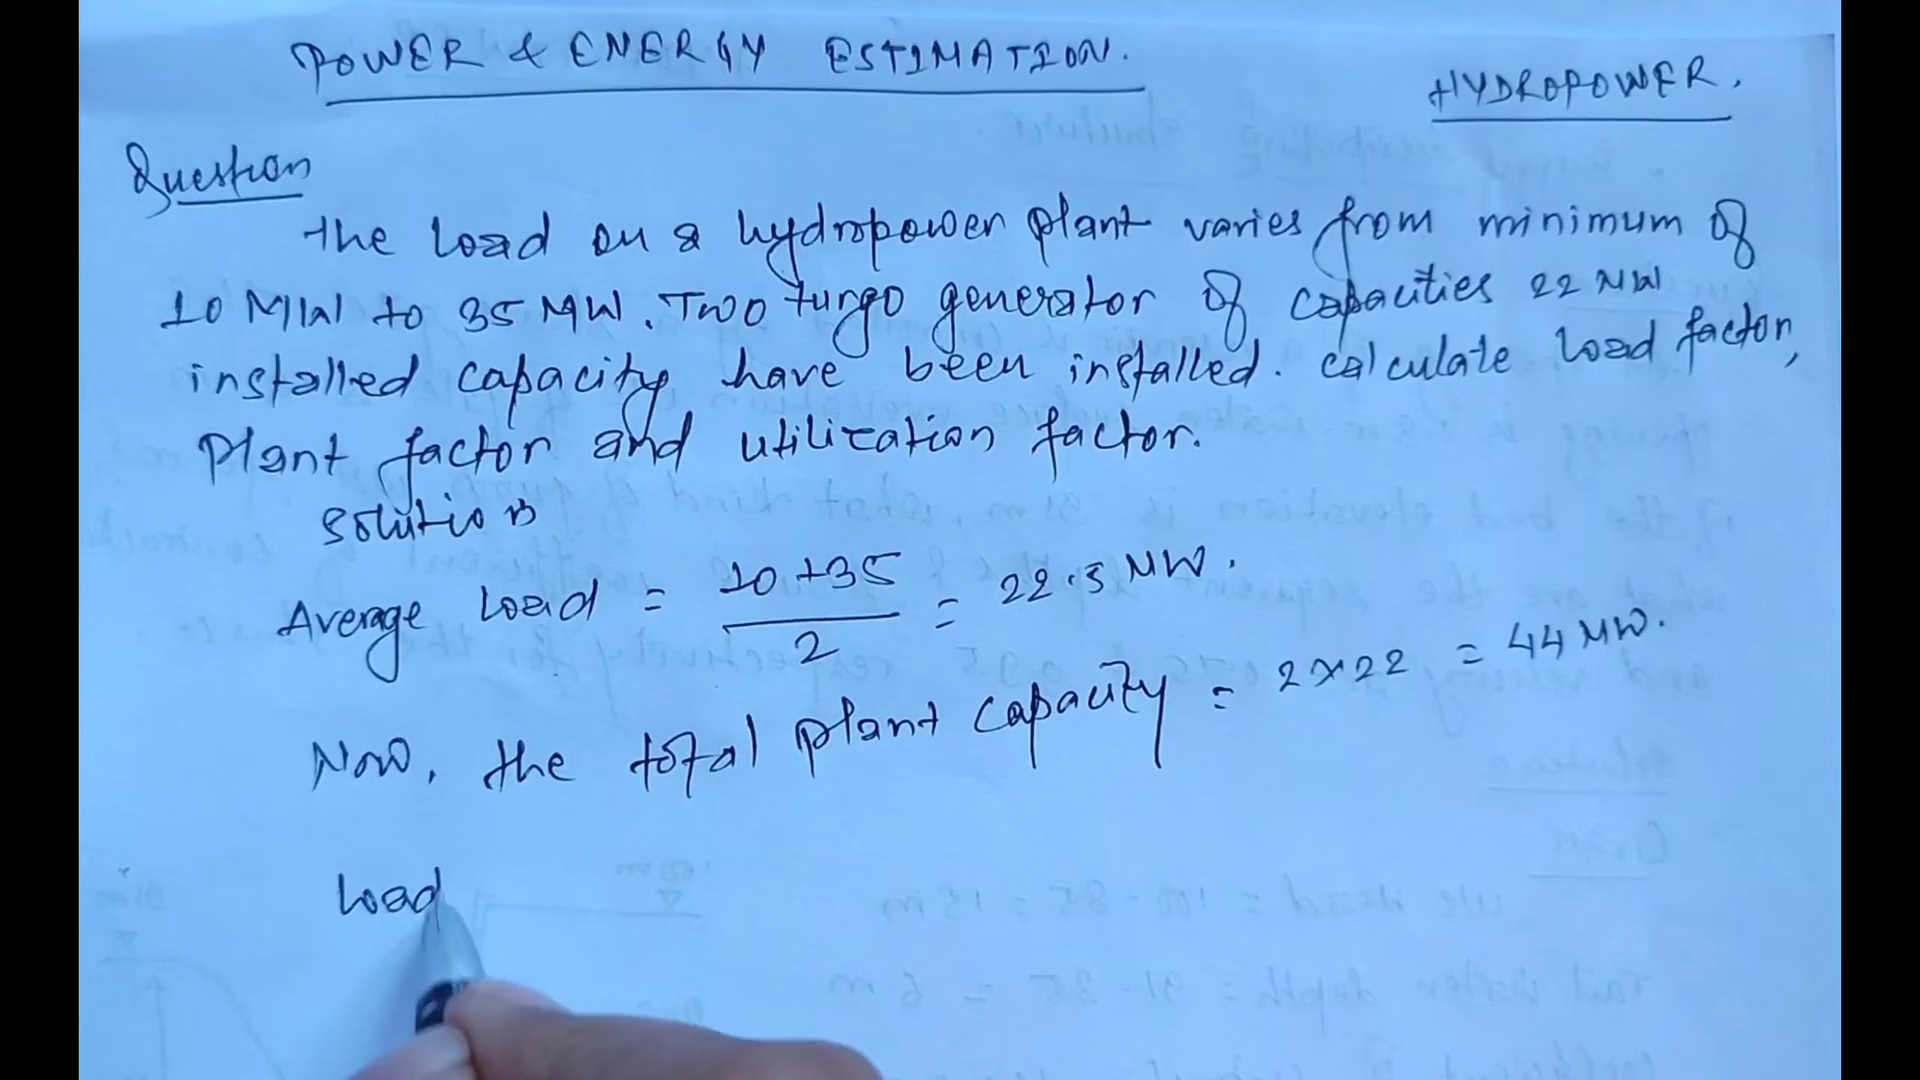 POWER & ENERGY ESTIMATION.
HYDROPOWER.
Question
The Load on a hydropower plant varies from minimum of
10 MW to 35 MW. Two turgo generator of capacities 22 MW
installed capacity have been installed. calculate load factor,
Plant factor and utilization factor.
solution
Average Load = 10+35 / 2 = 22.5 MW.
Now, the total plant capacity = 2×22 = 44 MW.
Load